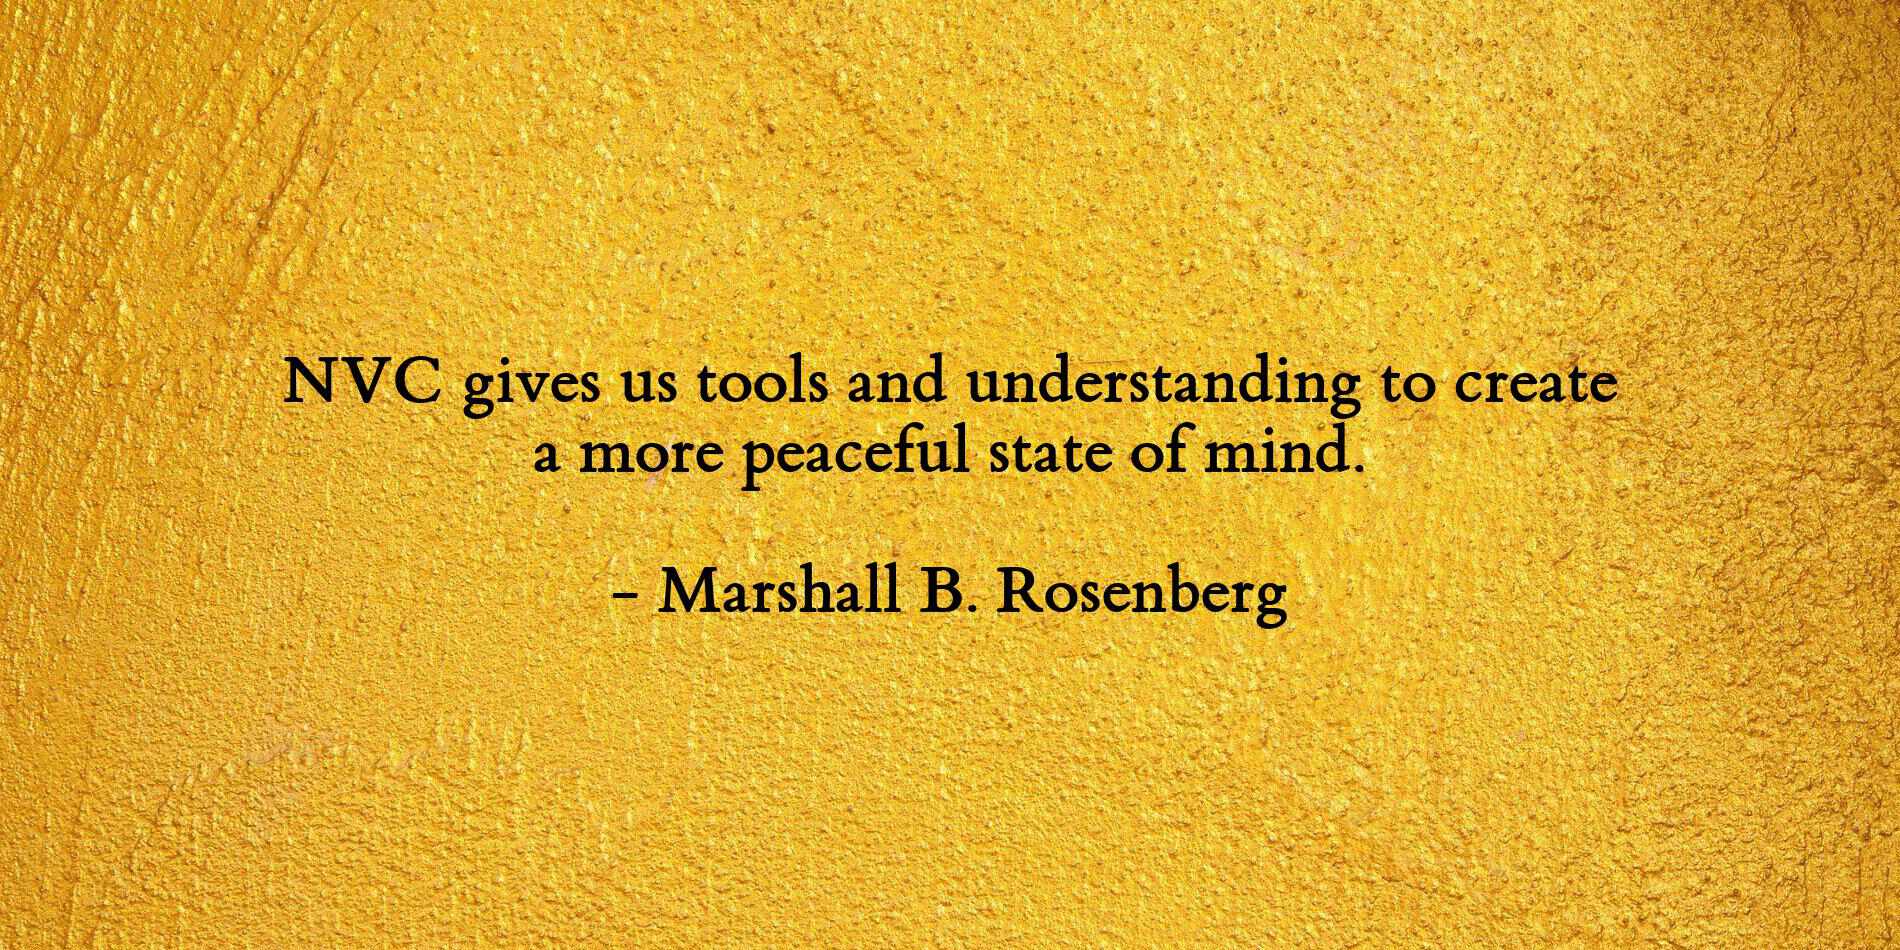 NVC gives us tools and understanding to create
a more peaceful state of mind.
– Marshall B. Rosenberg